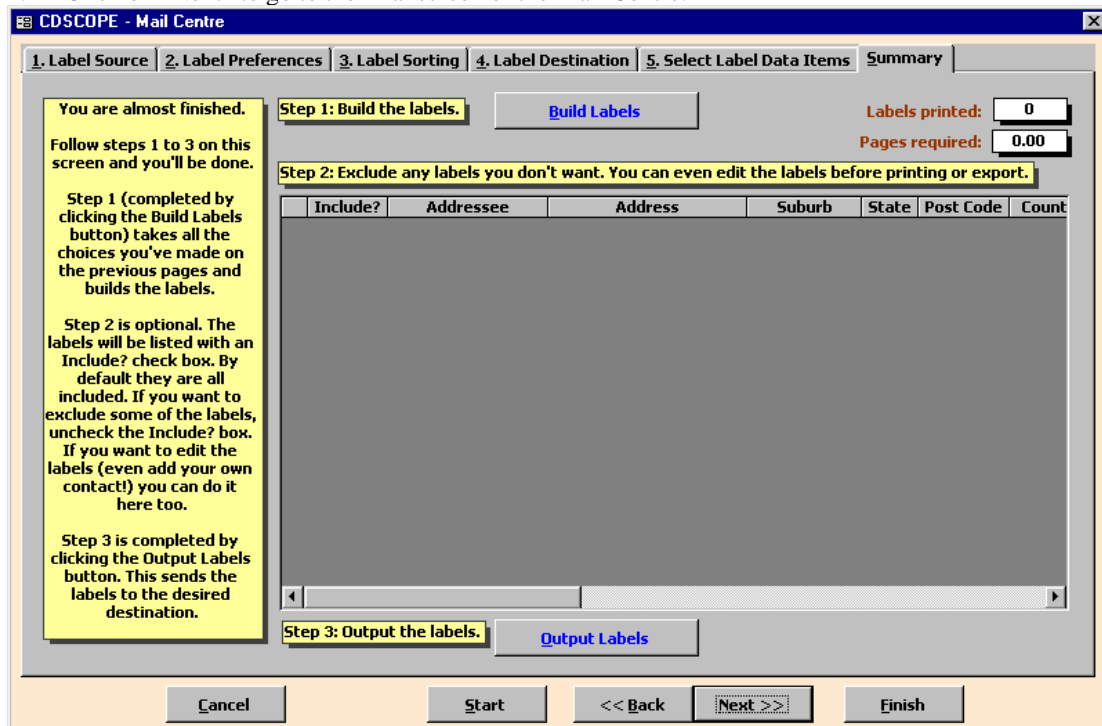 CDSCOPE - Mail Centre
1. Label Source
2. Label Preferences
3. Label Sorting
4. Label Destination
5. Select Label Data Items
Summary
You are almost finished.
Follow steps 1 to 3 on this
screen and you'll be done.
Step 1 (completed by
clicking the Build Labels
button) takes all the
choices you've made on
the previous pages and
builds the labels.
Step 2 is optional. The
labels will be listed with an
Include? check box. By
default they are all
included. If you want to
exclude some of the labels,
uncheck the Include? box.
If you want to edit the
labels (even add your own
contact!) you can do it
here too.
Step 3 is completed by
clicking the Output Labels
button. This sends the
labels to the desired
destination.
Step 1: Build the labels.
Build Labels
Labels printed: 0
Pages required: 0.00
Step 2: Exclude any labels you don't want. You can even edit the labels before printing or export.
Include? Addressee Address Suburb State Post Code Count
Step 3: Output the labels.
Output Labels
Cancel
Start
<< Back
Next >>
Finish